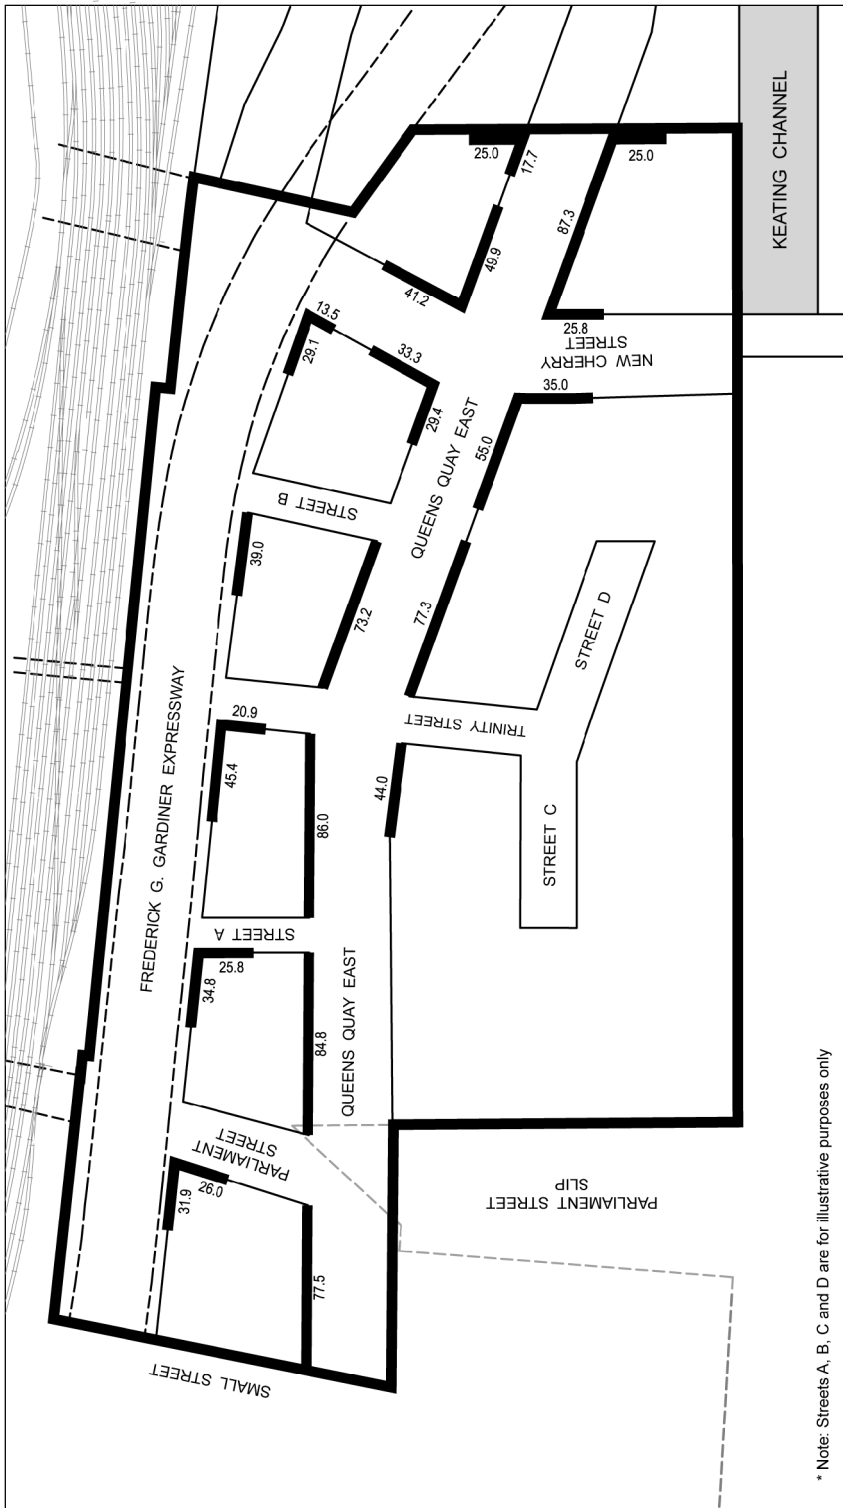 KEATING CHANNEL
25.0
17.7
25.0
87.3
49.9
41.2
13.5
29.1
33.3
29.4
25.8
NEW CHERRY
STREET
35.0
QUEENS QUAY EAST
55.0
STREET B
39.0
73.2
77.3
STREET D
TRINITY STREET
FREDERICK G. GARDINER EXPRESSWAY
20.9
45.4
86.0
44.0
STREET C
STREET A
25.8
34.8
84.8
QUEENS QUAY EAST
PARLIAMENT
STREET
31.9
26.0
77.5
PARLIAMENT STREET
SLIP
SMALL STREET
* Note: Streets A, B, C and D are for illustrative purposes only